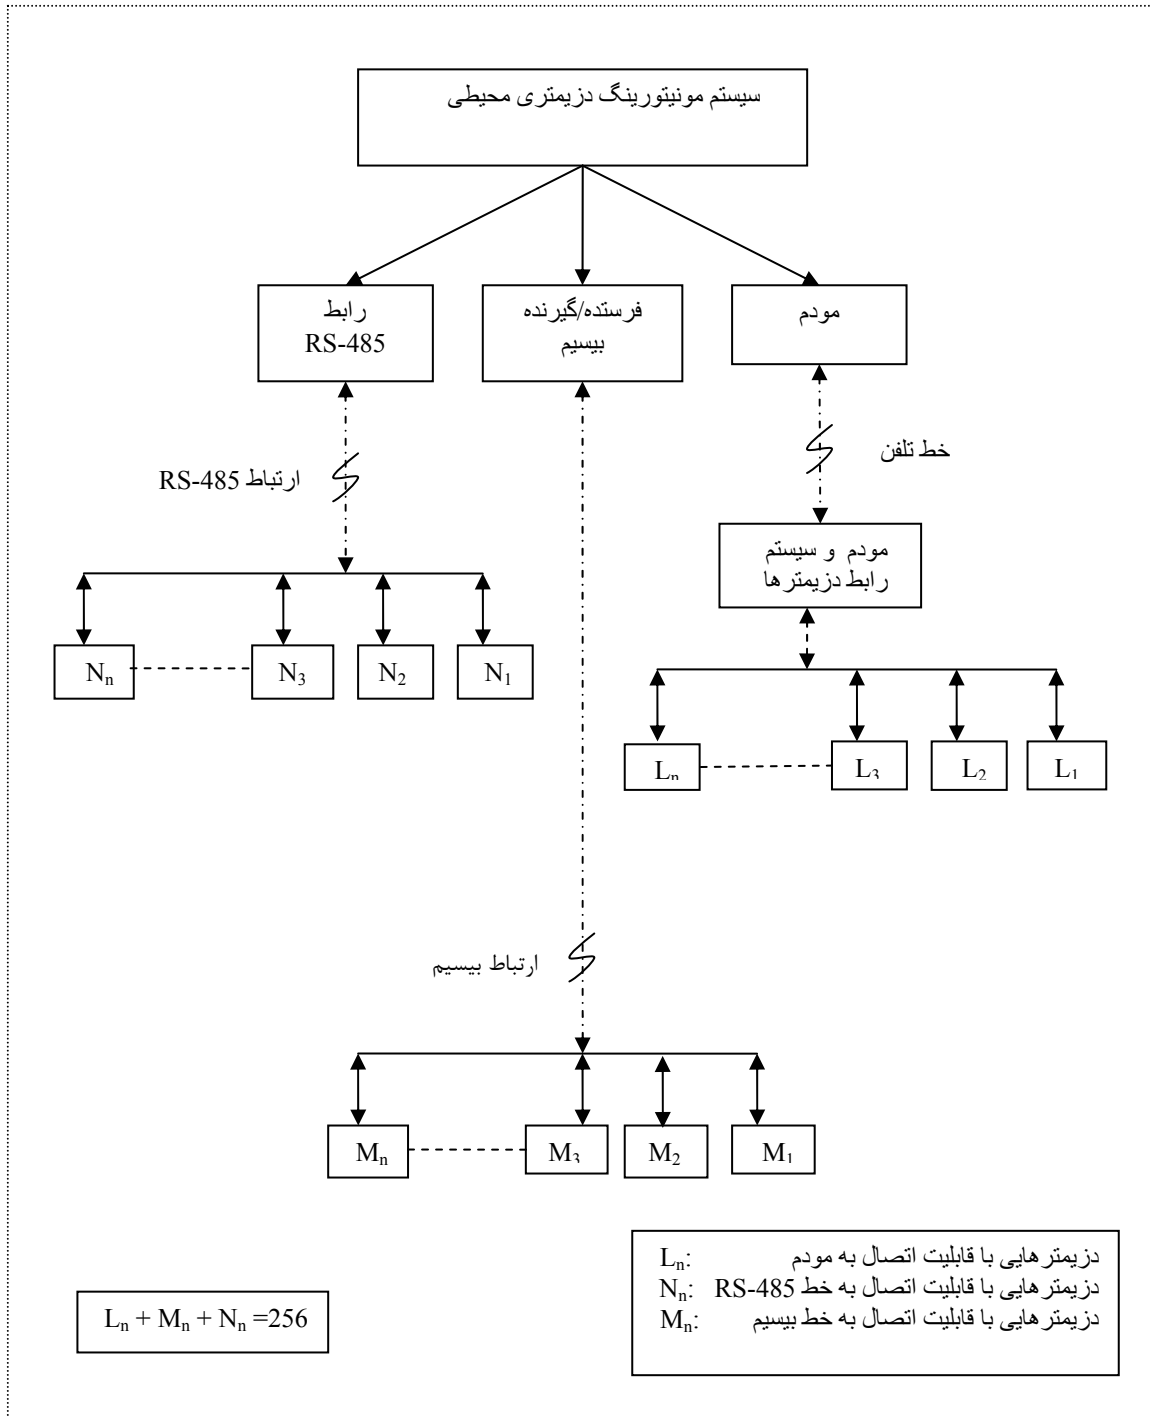 سیستم مونیتورینگ دزیمتری محیطی
رابط
RS-485
فرستده/گیرنده
بیسیم
مودم
ارتباط RS-485
خط تلفن
مودم و سیستم
رابط دزیمترها
Nn
N3
N2
N1
Ln
L3
L2
L1
ارتباط بیسیم
Mn
M3
M2
M1
Ln: دزیمترهایی با قابلیت اتصال به مودم
Nn: دزیمترهایی با قابلیت اتصال به خط RS-485
Mn: دزیمترهایی با قابلیت اتصال به خط بیسیم
Ln + Mn + Nn =256